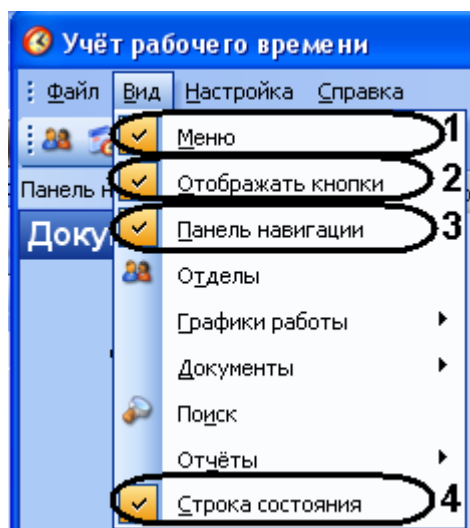 Учёт рабочего времени
Файл Вид Настройка Справка
Меню 1
Отображать кнопки 2
Панель н
Панель навигации 3
Доку
Отделы
Графики работы
Документы
Поиск
Отчёты
Строка состояния 4